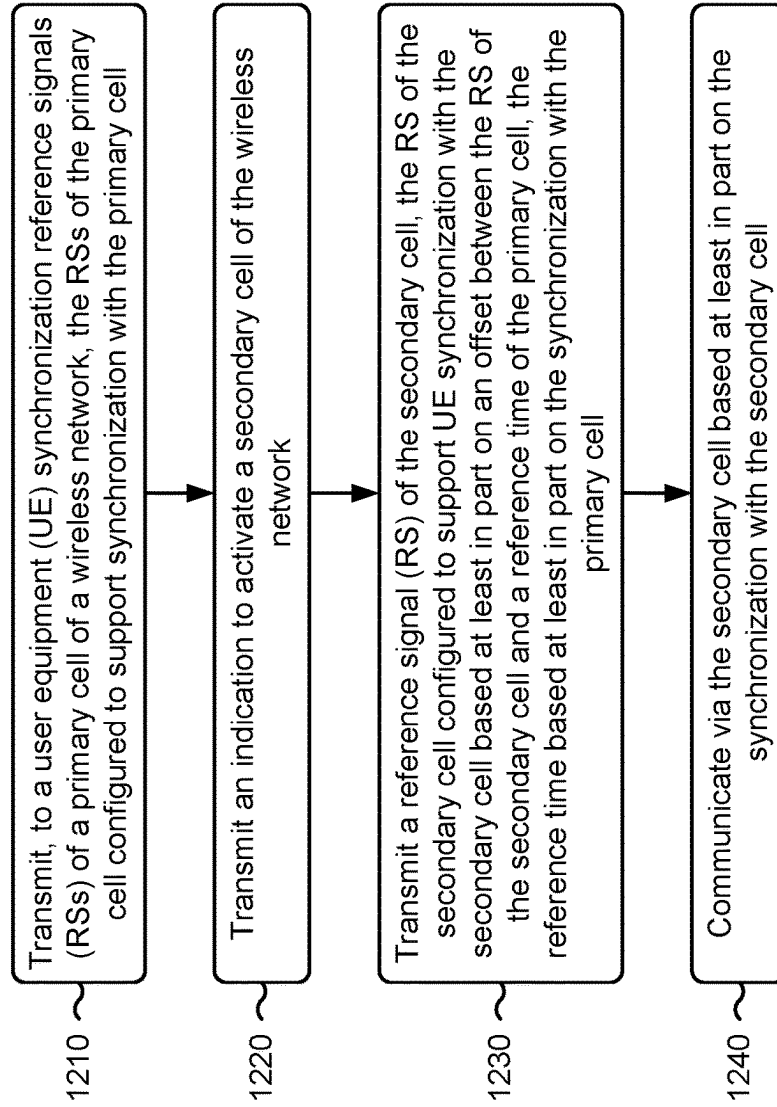 1210
Transmit, to a user equipment (UE) synchronization reference signals
(RSs) of a primary cell of a wireless network, the RSs of the primary
cell configured to support synchronization with the primary cell
1220
Transmit an indication to activate a secondary cell of the wireless
network
1230
Transmit a reference signal (RS) of the secondary cell, the RS of the
secondary cell configured to support UE synchronization with the
secondary cell based at least in part on an offset between the RS of
the secondary cell and a reference time of the primary cell, the
reference time based at least in part on the synchronization with the
primary cell
1240
Communicate via the secondary cell based at least in part on the
synchronization with the secondary cell